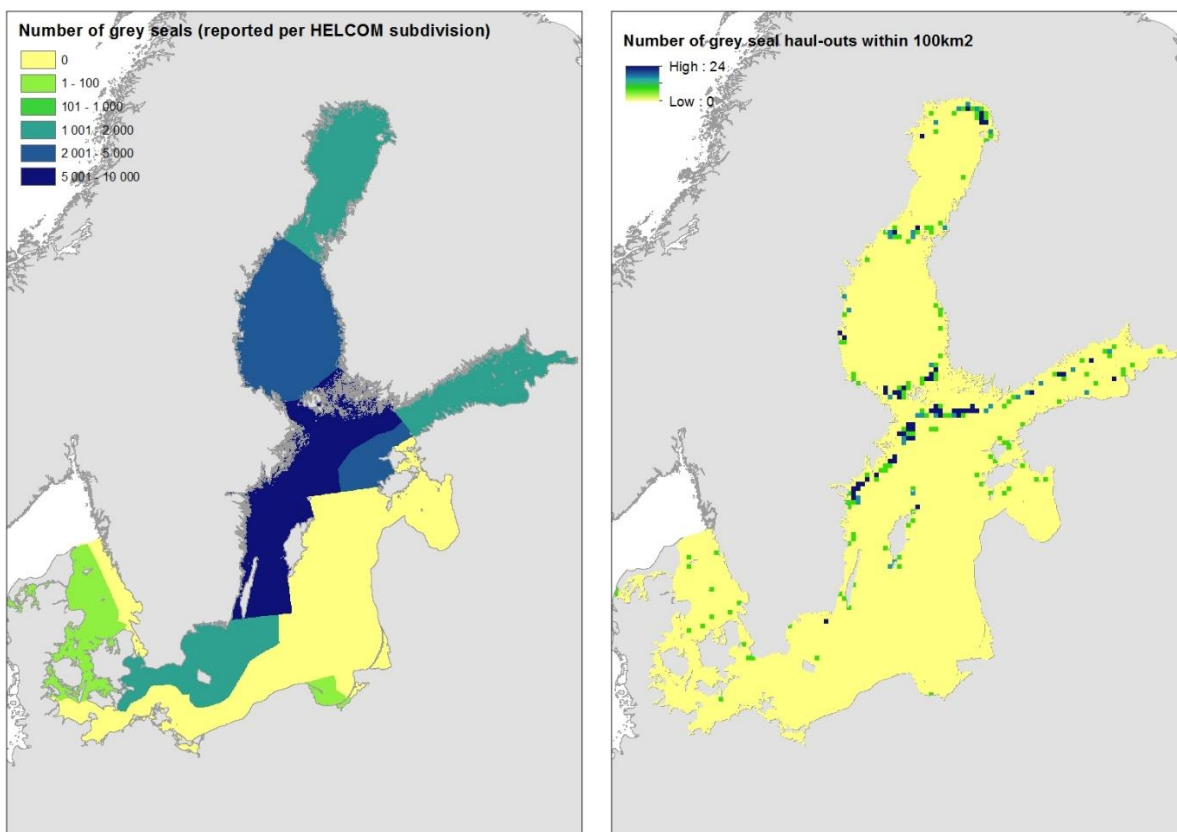 Number of grey seals (reported per HELCOM subdivision)
0
1 - 100
101 - 1 000
1 001 - 2 000
2 001 - 5 000
5 001 - 10 000
Number of grey seal haul-outs within 100km2
High : 24
Low : 0